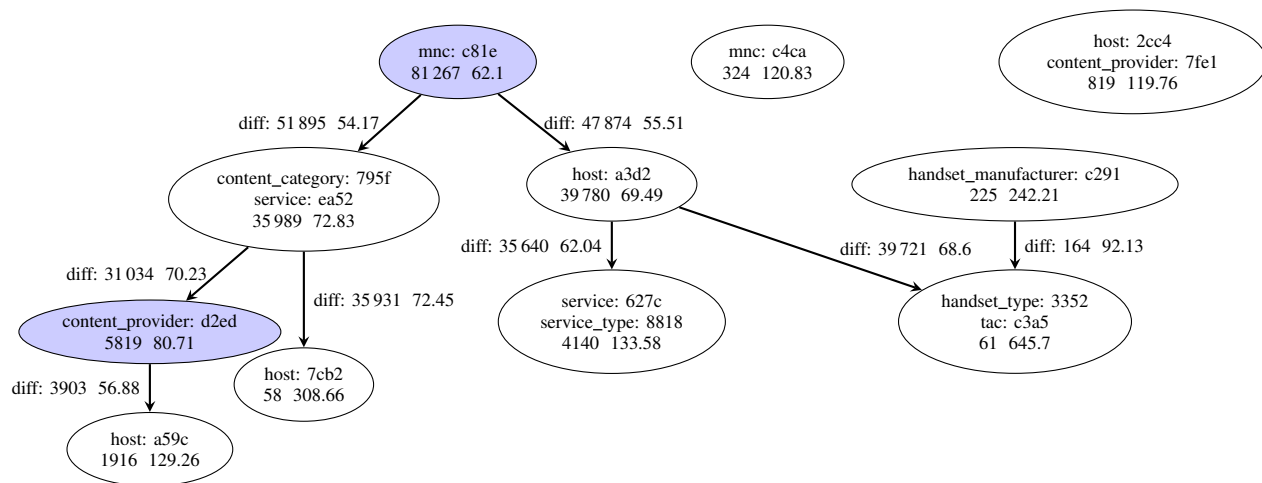 mnc: c81e
81 267 62.1
mnc: c4ca
324 120.83
host: 2cc4
content_provider: 7fe1
819 119.76
diff: 51 895 54.17
diff: 47 874 55.51
content_category: 795f
service: ea52
35 989 72.83
host: a3d2
39 780 69.49
handset_manufacturer: c291
225 242.21
diff: 31 034 70.23
diff: 35 931 72.45
diff: 35 640 62.04
diff: 39 721 68.6
diff: 164 92.13
content_provider: d2ed
5819 80.71
service: 627c
service_type: 8818
4140 133.58
handset_type: 3352
tac: c3a5
61 645.7
diff: 3903 56.88
host: 7cb2
58 308.66
host: a59c
1916 129.26